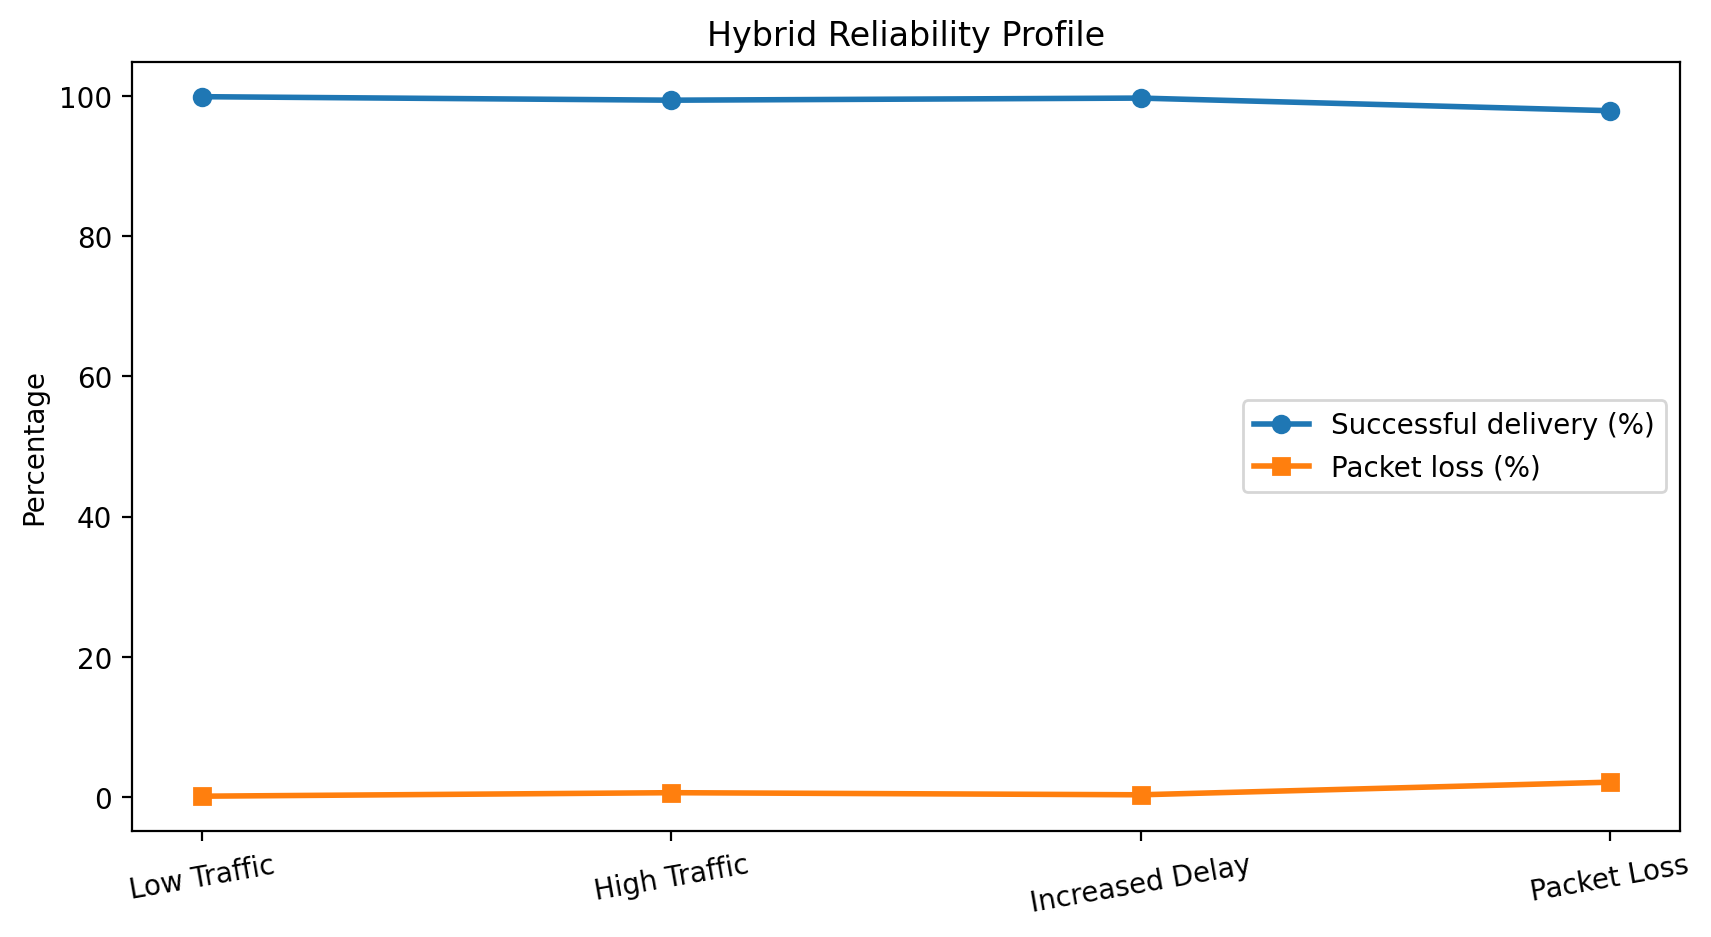 Hybrid Reliability Profile
Percentage
100
80
60
40
20
0
Successful delivery (%)
Packet loss (%)
Low Traffic
High Traffic
Increased Delay
Packet Loss